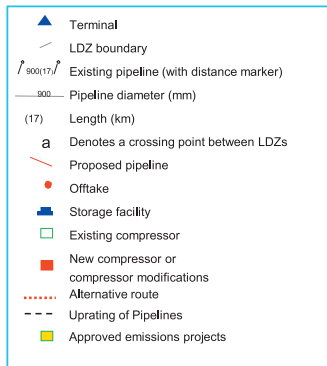 Terminal
LDZ boundary
900(17) Existing pipeline (with distance marker)
900 Pipeline diameter (mm)
(17) Length (km)
a Denotes a crossing point between LDZs
Proposed pipeline
Offtake
Storage facility
Existing compressor
New compressor or
compressor modifications
Alternative route
Uprating of Pipelines
Approved emissions projects